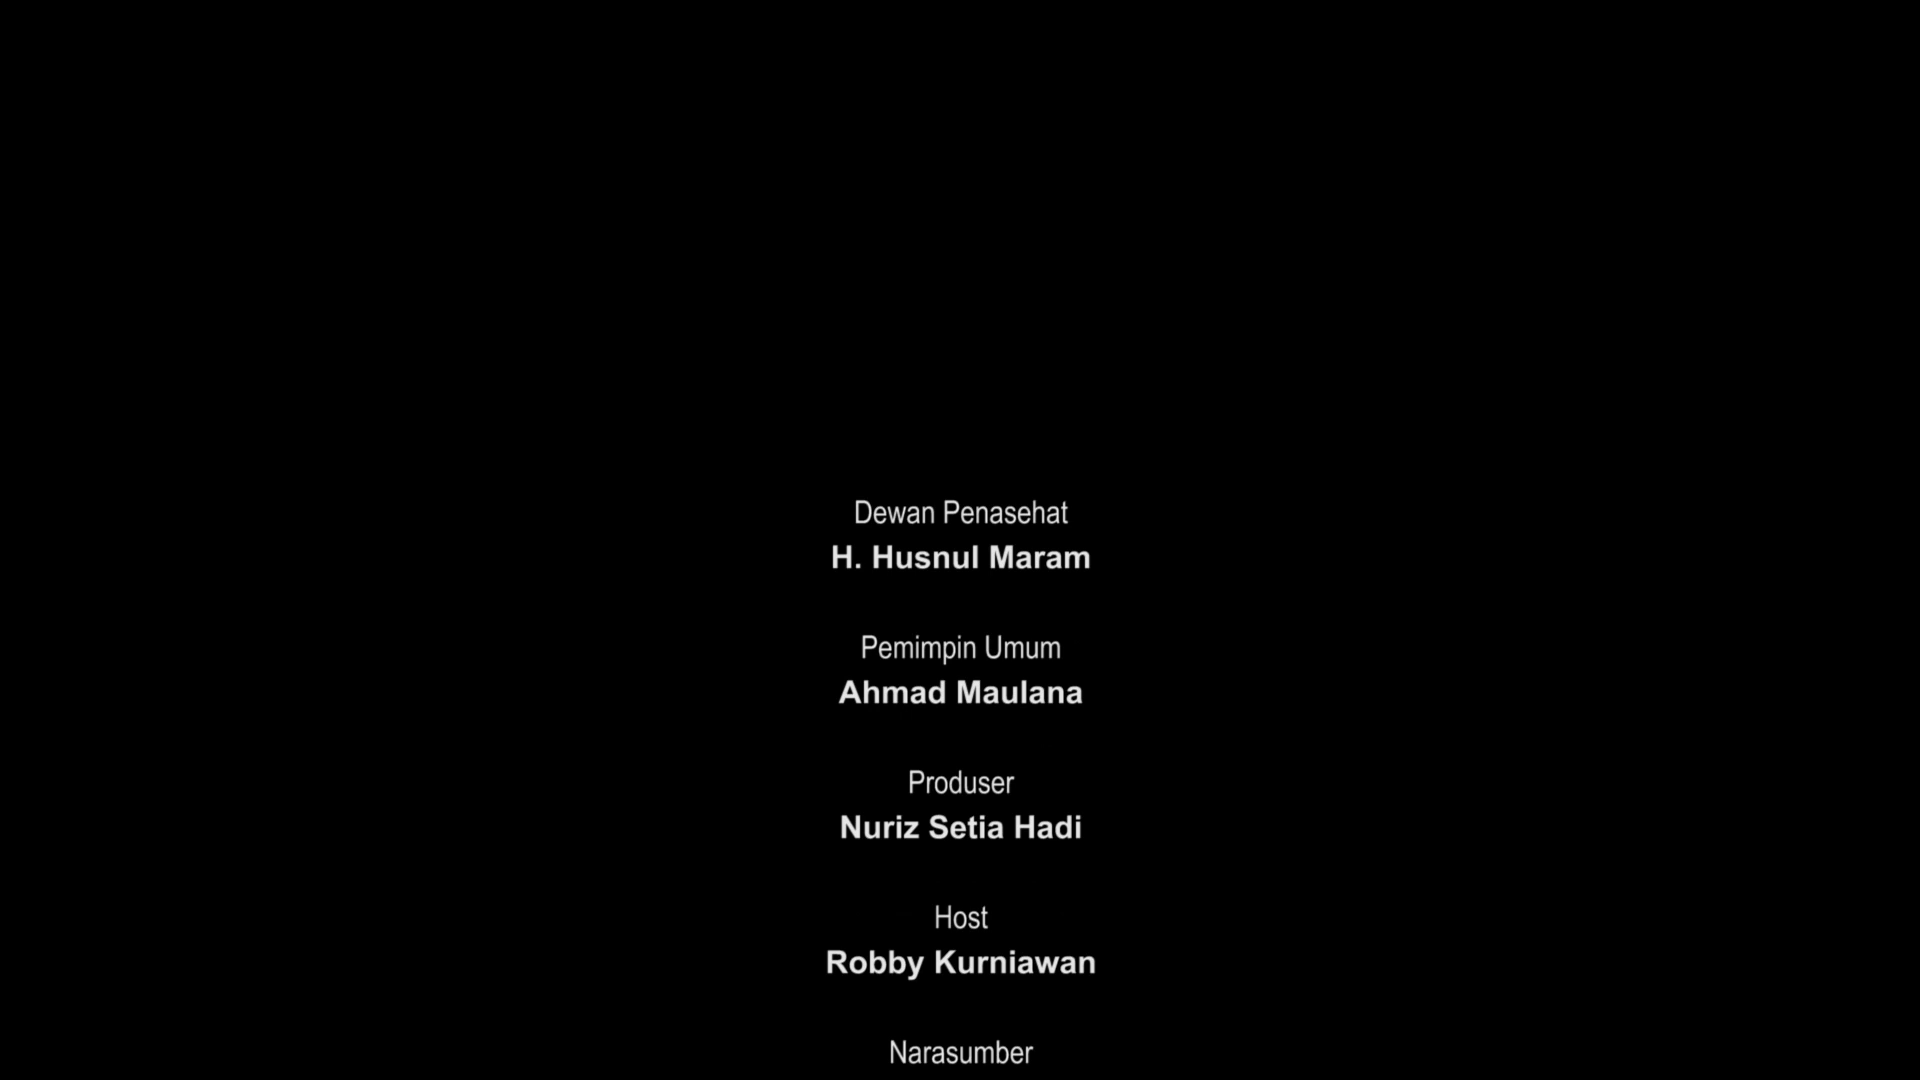 Dewan Penasehat
H. Husnul Maram
Pemimpin Umum
Ahmad Maulana
Produser
Nuriz Setia Hadi
Host
Robby Kurniawan
Narasumber